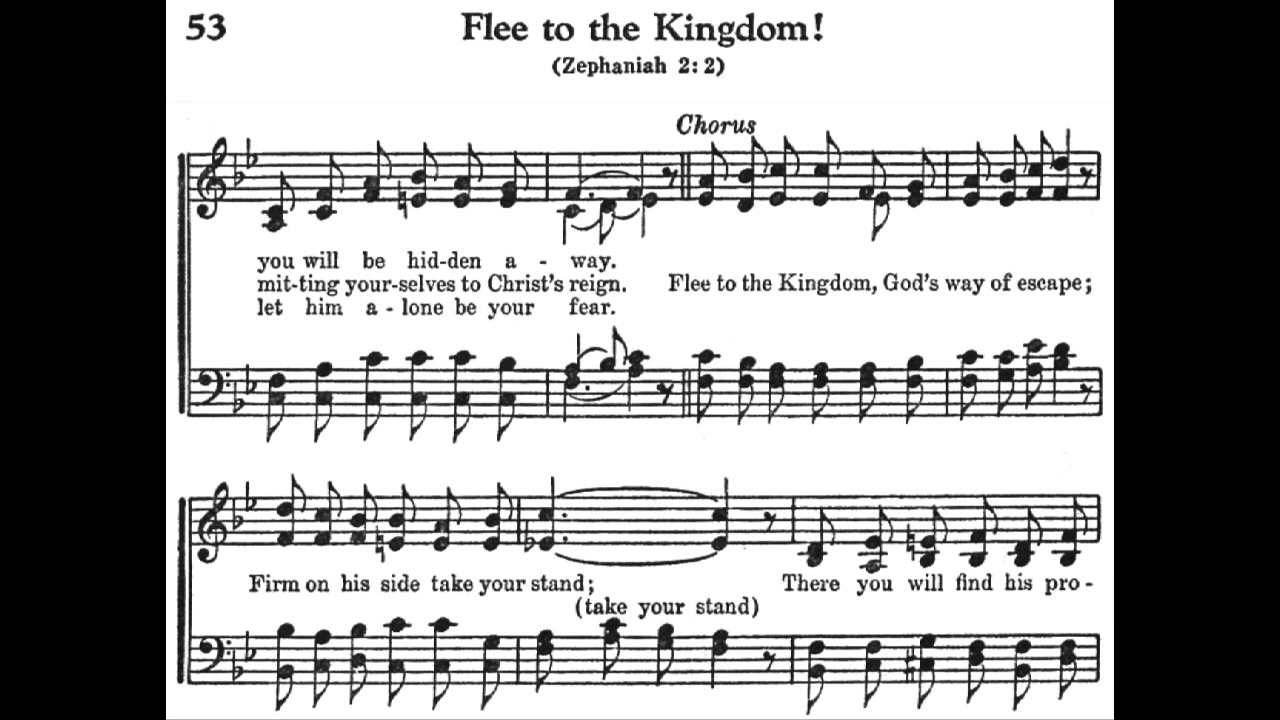 53 Flee to the Kingdom!
(Zephaniah 2:2)
Chorus
you will be hid-den a - way.
mit-ting your-selves to Christ's reign. Flee to the Kingdom, God's way of escape;
let him a - lone be your fear.
Firm on his side take your stand; There you will find his pro -
(take your stand)